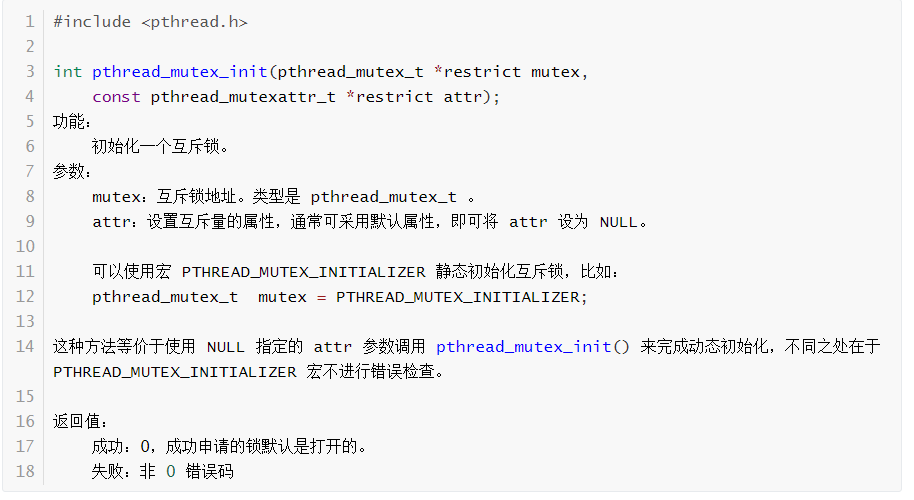 1 #include <pthread.h>
2
3 int pthread_mutex_init(pthread_mutex_t *restrict mutex,
4     const pthread_mutexattr_t *restrict attr);
5 功能：
6     初始化一个互斥锁。
7 参数：
8     mutex：互斥锁地址。类型是 pthread_mutex_t 。
9     attr：设置互斥量的属性，通常可采用默认属性，即可将 attr 设为 NULL。
10
11     可以使用宏 PTHREAD_MUTEX_INITIALIZER 静态初始化互斥锁，比如：
12     pthread_mutex_t  mutex = PTHREAD_MUTEX_INITIALIZER;
13
14 这种方法等价于使用 NULL 指定的 attr 参数调用 pthread_mutex_init() 来完成动态初始化，不同之处在于
PTHREAD_MUTEX_INITIALIZER 宏不进行错误检查。
15
16 返回值：
17     成功：0，成功申请的锁默认是打开的。
18     失败：非 0 错误码